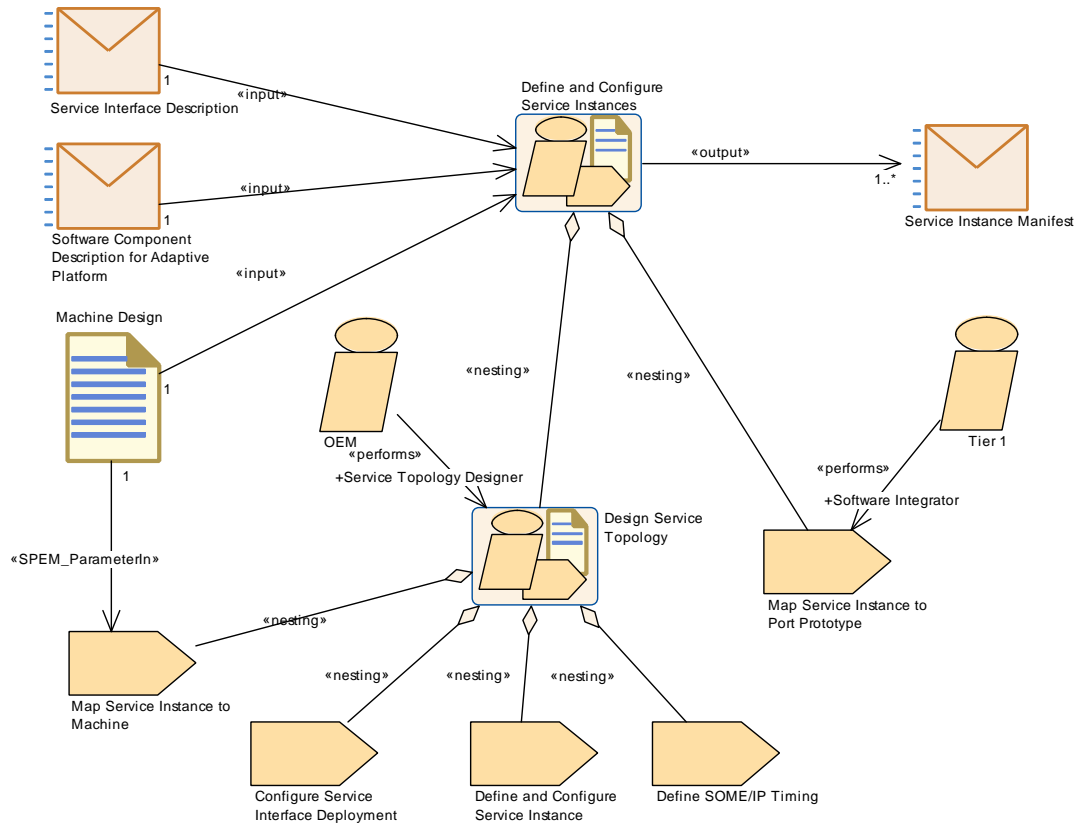 1
Service Interface Description
«input»
Define and Configure
Service Instances
«output»
1..*
Service Instance Manifest
1
Software Component
Description for Adaptive
Platform
«input»
«input»
Machine Design
1
1
«nesting»
«nesting»
OEM
«performs»
+Service Topology Designer
Tier 1
«performs»
+Software Integrator
Design Service
Topology
«SPEM_ParameterIn»
Map Service Instance to
Port Prototype
«nesting»
Map Service Instance to
Machine
«nesting»
«nesting»
«nesting»
Configure Service
Interface Deployment
Define and Configure
Service Instance
Define SOME/IP Timing